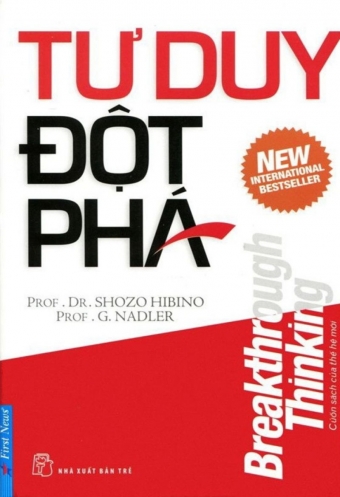 TƯ DUY
ĐỘT
PHÁ
NEW
INTERNATIONAL
BESTSELLER
PROF . DR. SHOZO HIBINO
PROF . G. NADLER
Breakthrough
Thinking
Cuốn sách của thế hệ mới
First News
NHÀ XUẤT BẢN TRẺ